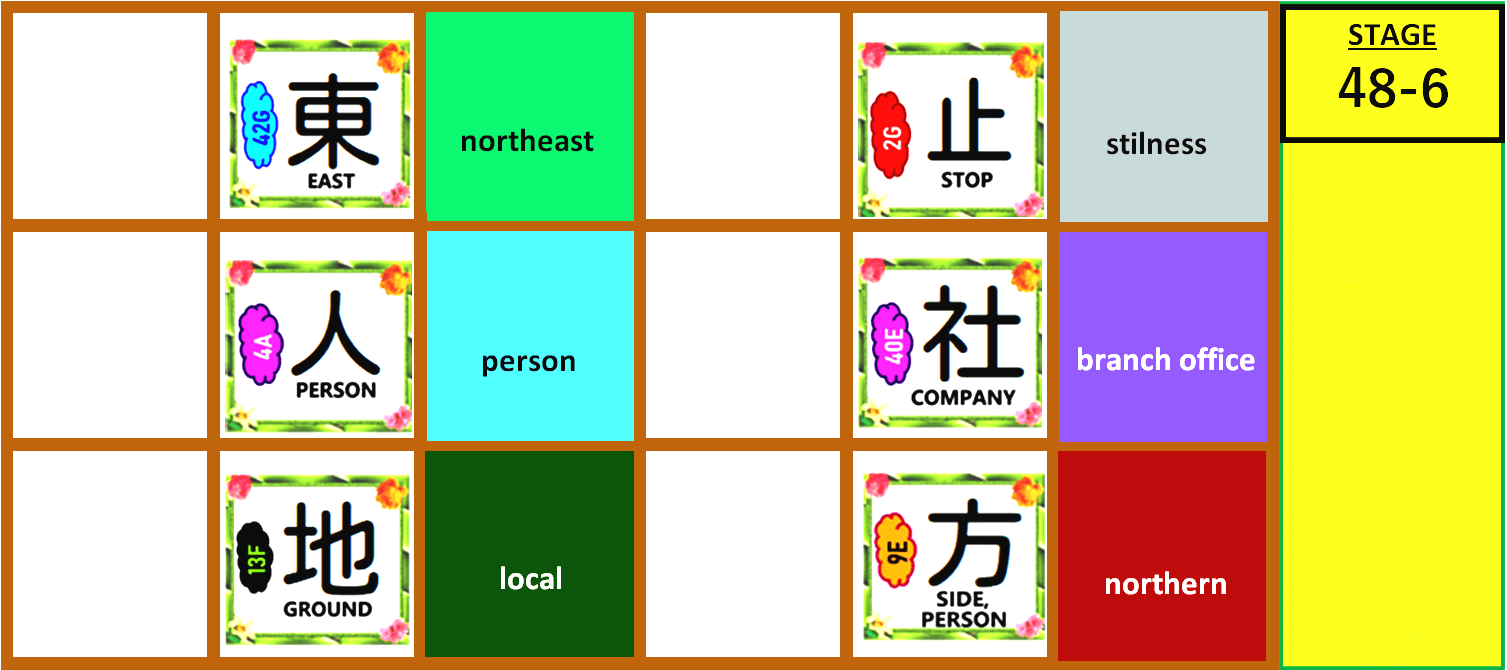 42G
東
EAST
northeast
2G
止
STOP
stilness
STAGE
48-6
4A
人
PERSON
person
40E
社
COMPANY
branch office
13F
地
GROUND
local
9E
方
SIDE,
PERSON
northern